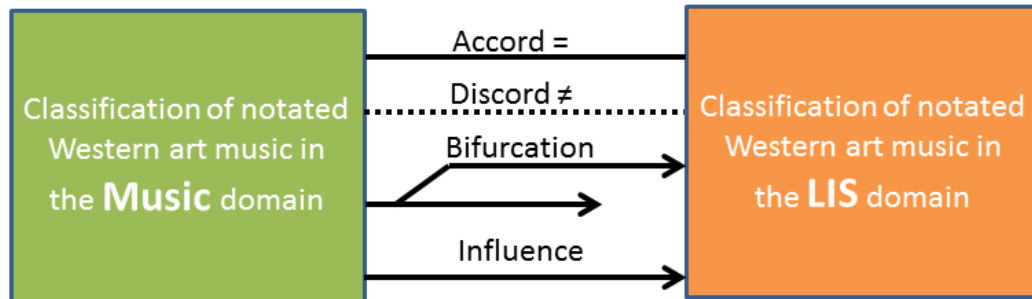 Classification of notated
Western art music in
the Music domain
Accord =
Discord ≠
Bifurcation
Influence
Classification of notated
Western art music in
the LIS domain